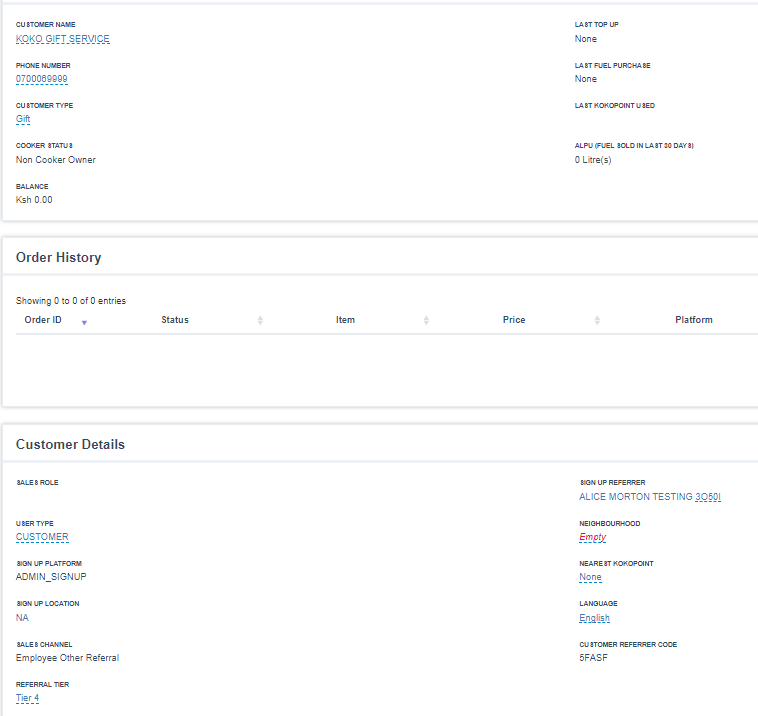 CUSTOMER NAME
KOKO GIFT SERVICE
PHONE NUMBER
0700069999
CUSTOMER TYPE
Gift
COOKER STATUS
Non Cooker Owner
BALANCE
Ksh 0.00
LAST TOP UP
None
LAST FUEL PURCHASE
None
LAST KOKOPOINT USED
ALPU (FUEL SOLD IN LAST 30 DAYS)
0 Litre(s)
Order History
Showing 0 to 0 of 0 entries
Order ID Status Item Price Platform
Customer Details
SALES ROLE
USER TYPE
CUSTOMER
SIGN UP PLATFORM
ADMIN_SIGNUP
SIGN UP LOCATION
NA
SALES CHANNEL
Employee Other Referral
REFERRAL TIER
Tier 4
SIGN UP REFERRER
ALICE MORTON TESTING 3O50I
NEIGHBOURHOOD
Empty
NEAREST KOKOPOINT
None
LANGUAGE
English
CUSTOMER REFERRER CODE
5FASF